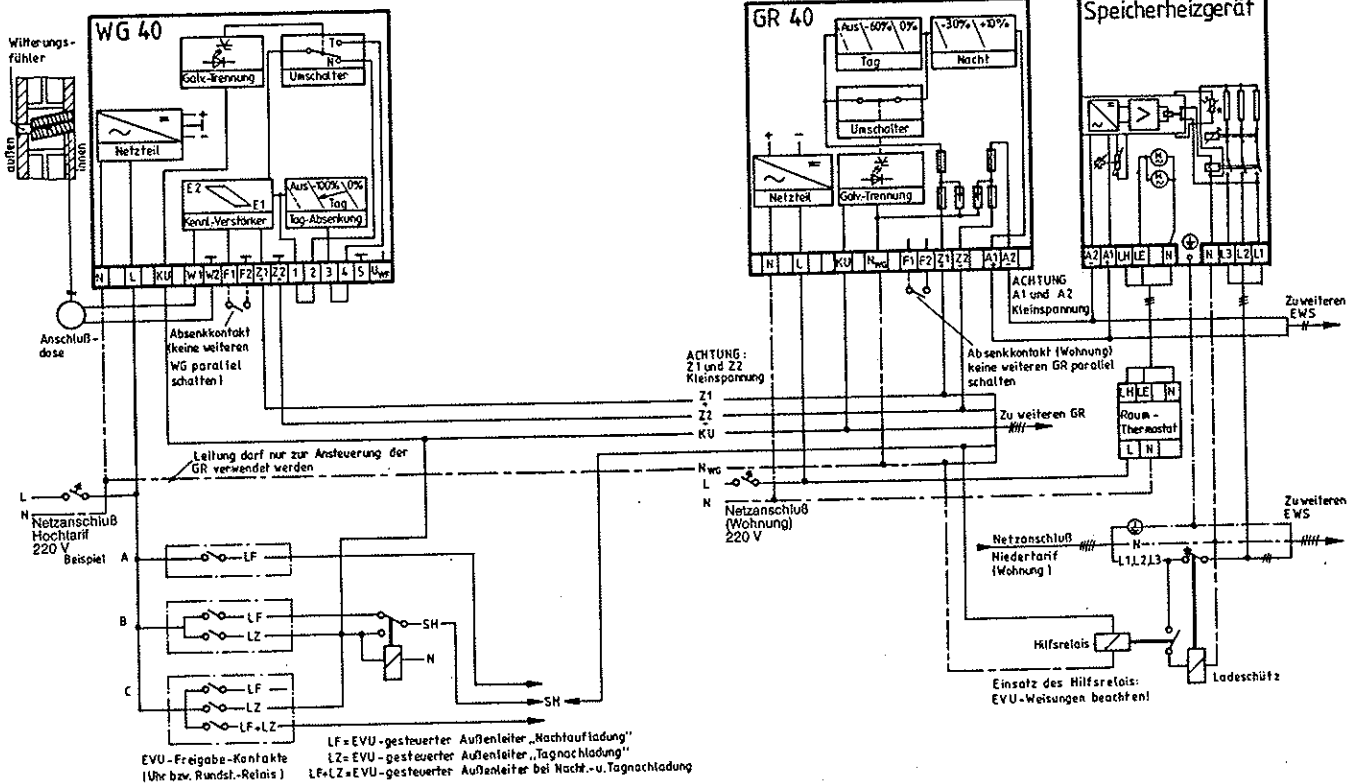 WG 40
Witterungs-
fühler
außen
innen
Galv.-Trennung
T
N
Umschalter
+
-
Netzteil
E2
E1
Kennl.-Verstärker
Aus -100% 0%
Tag
Tag-Absenkung
N L KU W1 W2 F1 F2 Z1 Z2 1 2 3 4 5 UWF
Anschluß-
dose
Absenkkontakt
(keine weiteren
WG parallel
schalten)
GR 40
Aus -60% 0%
Tag
-30% +10%
Nacht
Umschalter
+ -
Netzteil
Galv.-Trennung
N L KU NWG F1 F2 Z1 Z2 A1 A2
ACHTUNG
A1 und A2
Kleinspannung
Absenkkontakt (Wohnung)
keine weiteren GR parallel
schalten
Speicherheizgerät
M
M
A2 A1 LH LE N N L3 L2 L1
Zu weiteren
EWS
ACHTUNG:
Z1 und Z2
Kleinspannung
Z1
+
Z2
-
KU
Zu weiteren GR
LH LE N
Raum-
Thermostat
L N
Leitung darf nur zur Ansteuerung der
GR verwendet werden
NWG
L
N
Netzanschluß
(Wohnung)
220 V
L
N
Netzanschluß
Hochtarif
220 V
Beispiel
A
LF
B
LF
LZ
SH
N
C
LF
LZ
LF+LZ
SH
EVU-Freigabe-Kontakte
(Uhr bzw. Rundst.-Relais)
LF=EVU-gesteuerter Außenleiter „Nachtaufladung"
LZ=EVU-gesteuerter Außenleiter „Tagnachladung"
LF+LZ=EVU-gesteuerter Außenleiter bei Nacht.-u.Tagnachladung
Netzanschluß
Niedertarif
(Wohnung)
N
L1,L2,L3
Zu weiteren
EWS
Hilfsrelais
Ladeschütz
Einsatz des Hilfsrelais:
EVU-Weisungen beachten!